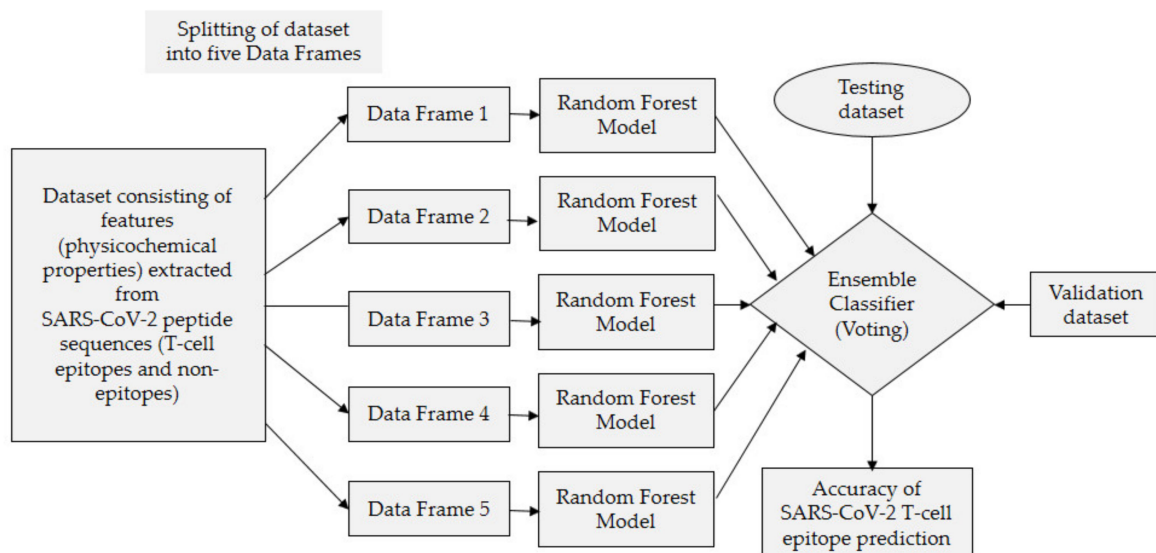 Splitting of dataset
into five Data Frames
Dataset consisting of
features
(physicochemical
properties) extracted
from
SARS-CoV-2 peptide
sequences (T-cell
epitopes and non-
epitopes)
Data Frame 1
Random Forest
Model
Data Frame 2
Random Forest
Model
Data Frame 3
Random Forest
Model
Data Frame 4
Random Forest
Model
Data Frame 5
Random Forest
Model
Testing
dataset
Ensemble
Classifier
(Voting)
Validation
dataset
Accuracy of
SARS-CoV-2 T-cell
epitope prediction